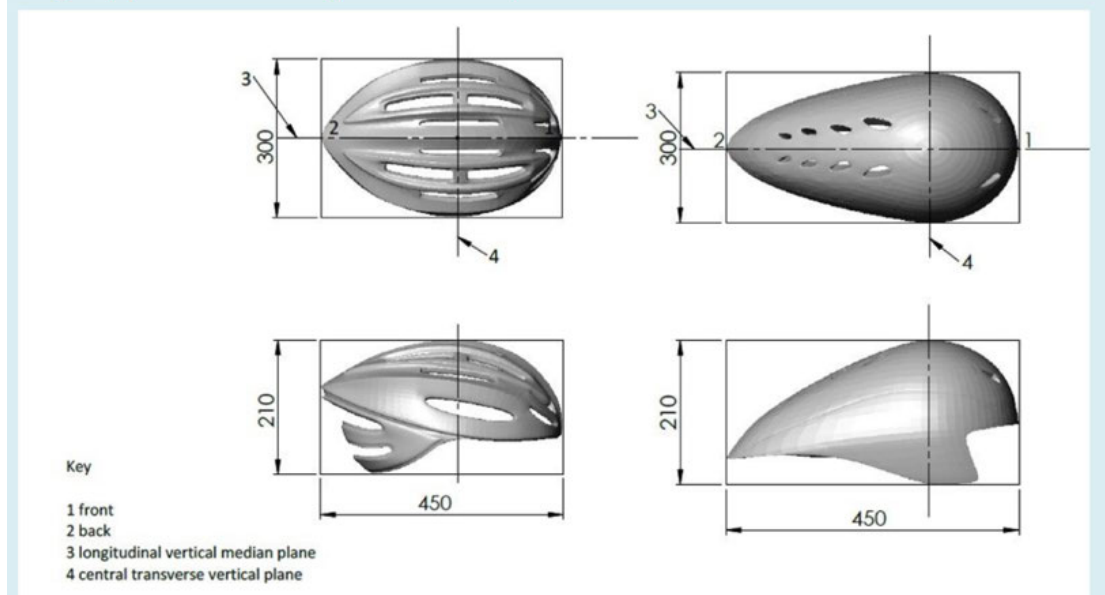 3
2
1
300
4
3
2
1
300
4
210
450
210
450
Key
1 front
2 back
3 longitudinal vertical median plane
4 central transverse vertical plane